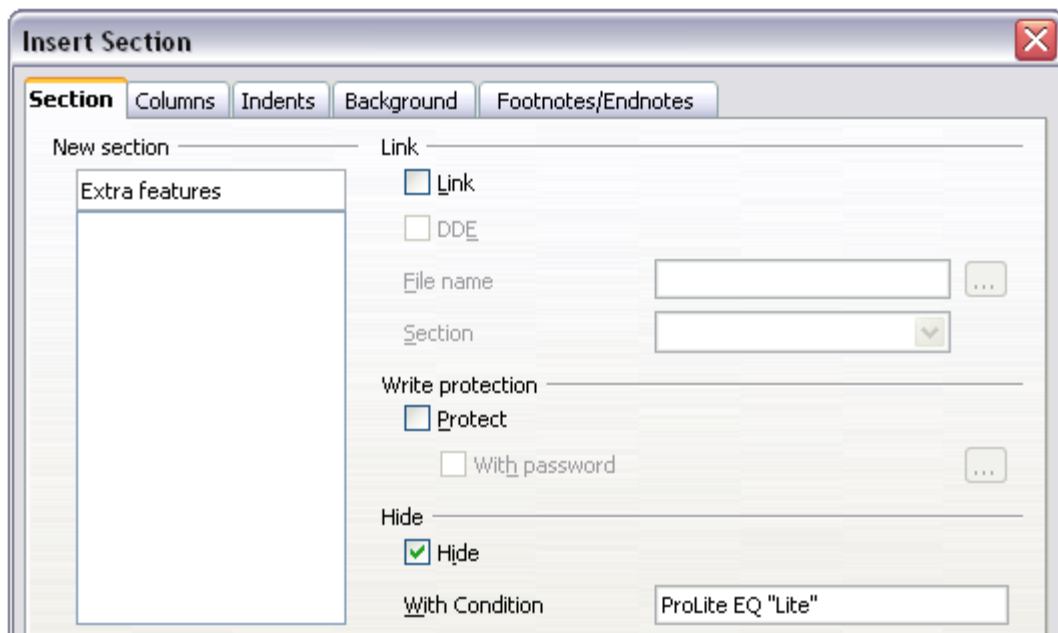 Insert Section
Section Columns Indents Background Footnotes/Endnotes
New section
Extra features
Link
Link
DDE
File name
...
Section
Write protection
Protect
With password
...
Hide
Hide
With Condition
ProLite EQ "Lite"